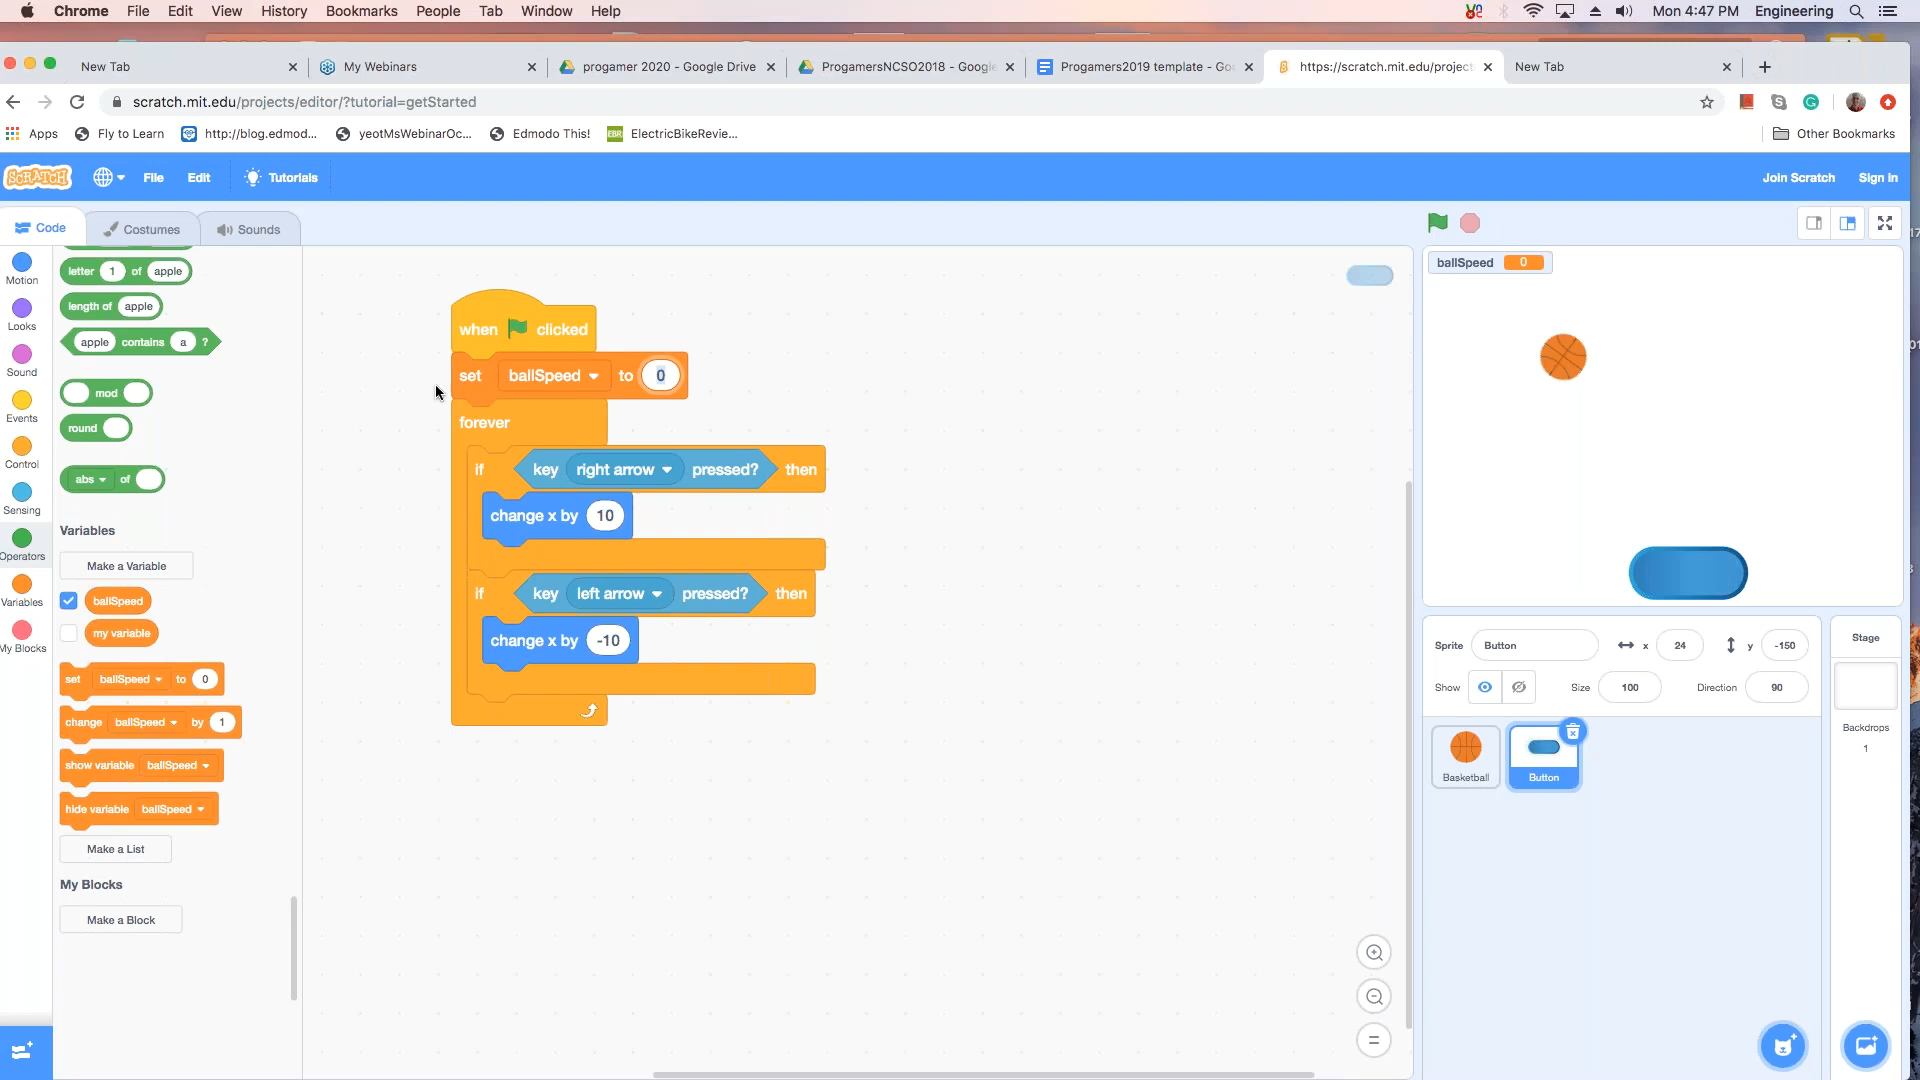 Chrome File Edit View History Bookmarks People Tab Window Help Mon 4:47 PM Engineering
New Tab My Webinars progamer 2020 - Google Drive ProgamersNCSO2018 - Google Progamers2019 template - Go https://scratch.mit.edu/project New Tab
scratch.mit.edu/projects/editor/?tutorial=getStarted
Apps Fly to Learn http://blog.edmod... yeotMsWebinarOc... Edmodo This! EBR ElectricBikeRevie... Other Bookmarks
SCRATCH File Edit Tutorials Join Scratch Sign in
Code Costumes Sounds
Motion
Looks
Sound
Events
Control
Sensing
Operators
Variables
My Blocks
letter 1 of apple
length of apple
apple contains a ?
mod
round
abs of
Variables
Make a Variable
ballSpeed
my variable
set ballSpeed to 0
change ballSpeed by 1
show variable ballSpeed
hide variable ballSpeed
Make a List
My Blocks
Make a Block
when clicked
set ballSpeed to 0
forever
if key right arrow pressed? then
change x by 10
if key left arrow pressed? then
change x by -10
ballSpeed 0
Sprite Button x 24 y -150
Show Size 100 Direction 90
Basketball
Button
Stage
Backdrops
1